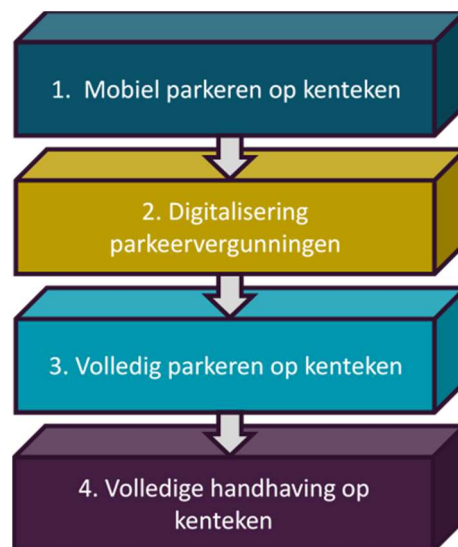 1. Mobiel parkeren op kenteken
2. Digitalisering
parkeervergunningen
3. Volledig parkeren op kenteken
4. Volledige handhaving op
kenteken